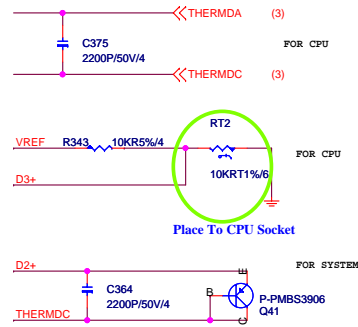 THERMDA (3)
C375
2200P/50V/4
FOR CPU
THERMDC (3)
RT2
VREF R343 10KR5%/4
FOR CPU
10KRT1%/6
D3+
Place To CPU Socket
D2+
FOR SYSTEM
E
C364
2200P/50V/4
B
P-PMBS3906
Q41
THERMDC
C